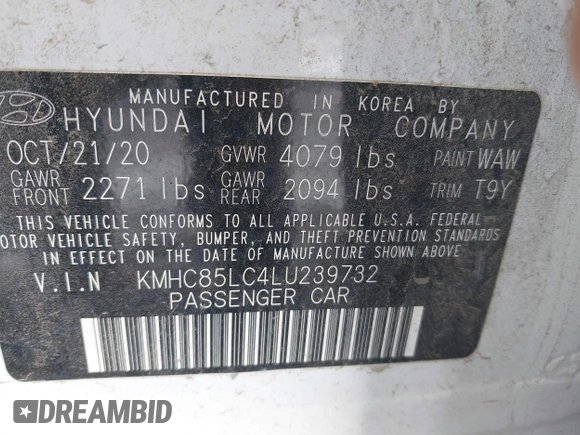 MANUFACTURED IN KOREA BY
HYUNDAI MOTOR COMPANY
OCT/21/20 GVWR 4079 lbs PAINT WAW
GAWR FRONT 2271 lbs GAWR REAR 2094 lbs TRIM T9Y
THIS VEHICLE CONFORMS TO ALL APPLICABLE U.S.A. FEDERAL
MOTOR VEHICLE SAFETY, BUMPER, AND THEFT PREVENTION STANDARDS
IN EFFECT ON THE DATE OF MANUFACTURE SHOWN ABOVE.
V.I.N KMHC85LC4LU239732
PASSENGER CAR
DREAMBID